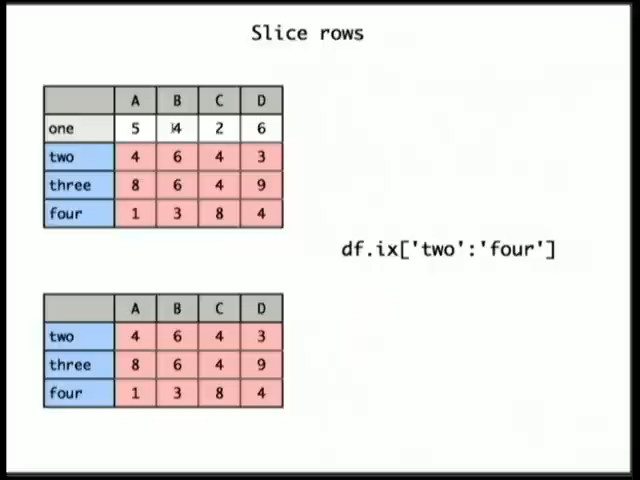 Slice rows
A B C D
one 5 4 2 6
two 4 6 4 3
three 8 6 4 9
four 1 3 8 4
df.ix['two':'four']
A B C D
two 4 6 4 3
three 8 6 4 9
four 1 3 8 4